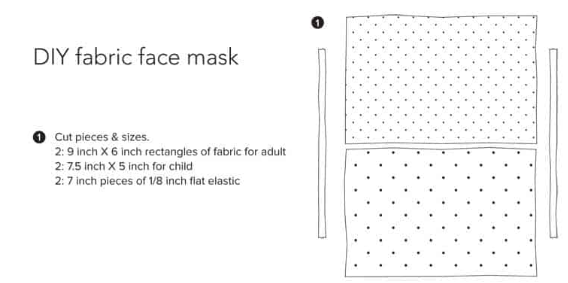 DIY fabric face mask
1 Cut pieces & sizes.
2: 9 inch X 6 inch rectangles of fabric for adult
2: 7.5 inch X 5 inch for child
2: 7 inch pieces of 1/8 inch flat elastic
1